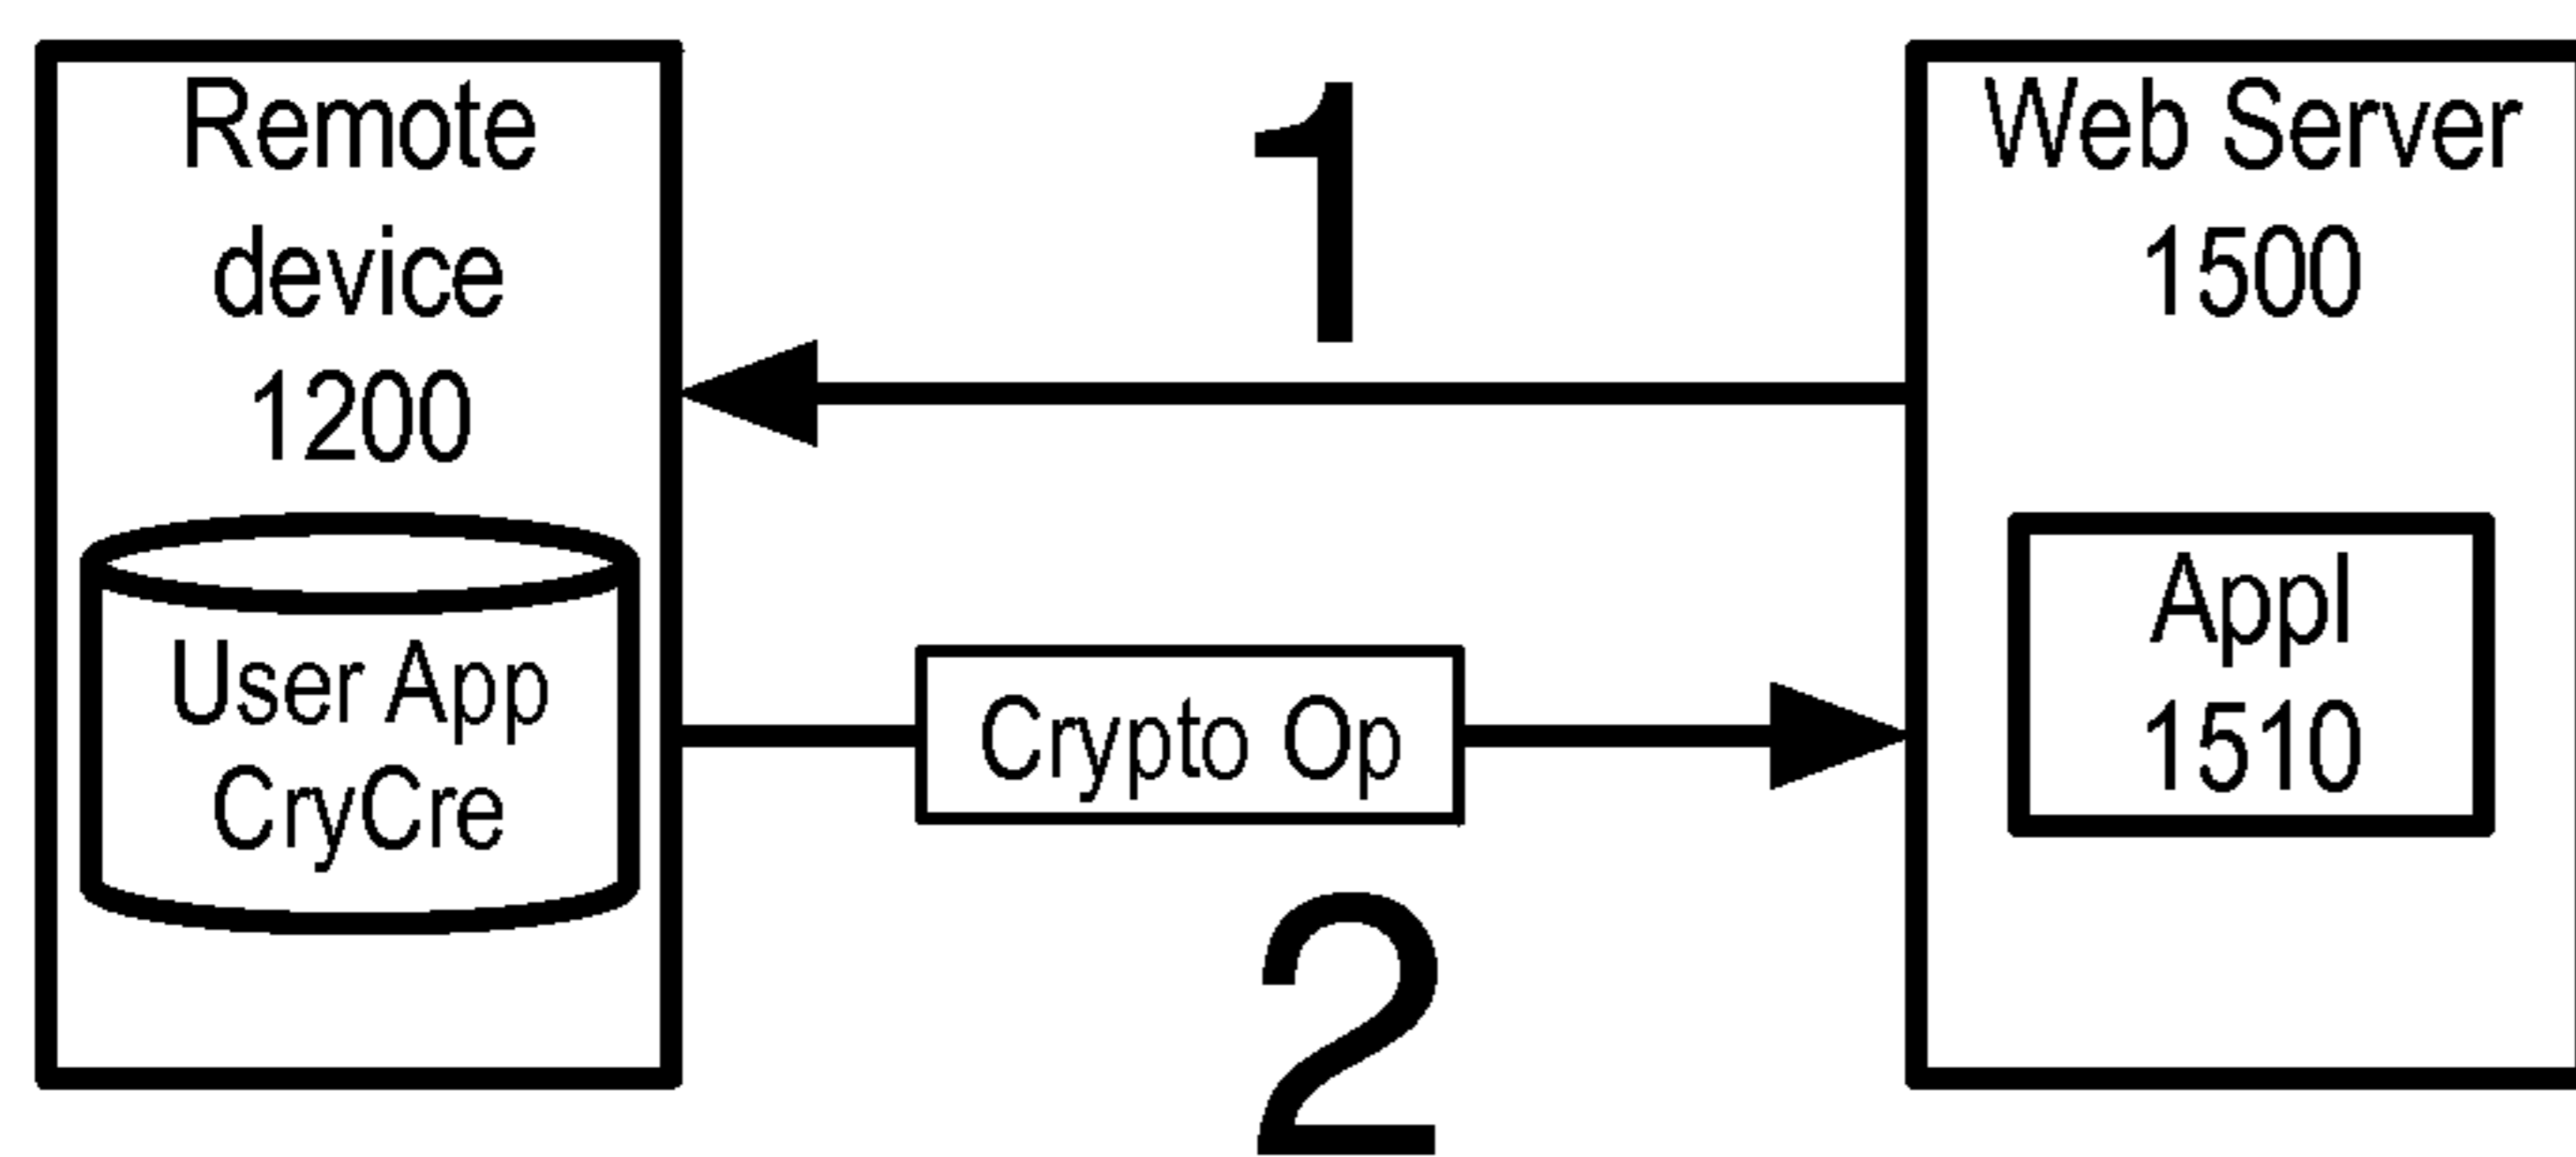 Remote
device
1200
User App
CryCre
1
Crypto Op
2
Web Server
1500
Appl
1510